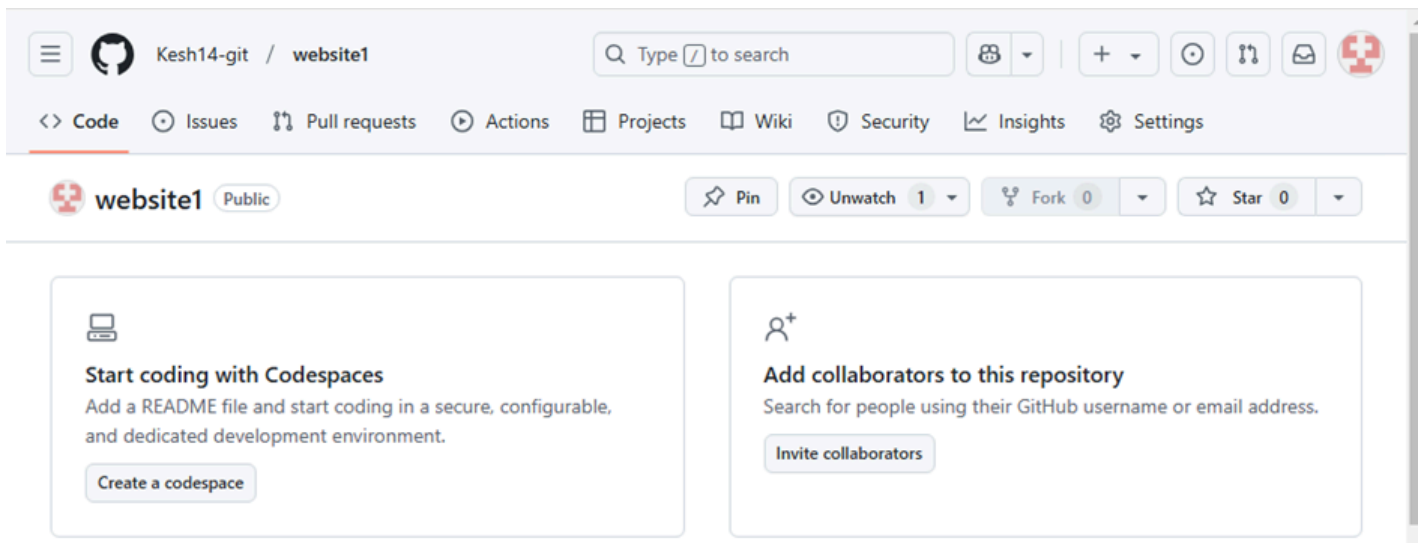 Kesh14-git / website1
Type / to search
Code
Issues
Pull requests
Actions
Projects
Wiki
Security
Insights
Settings
website1 Public
Pin
Unwatch 1
Fork 0
Star 0
Start coding with Codespaces
Add a README file and start coding in a secure, configurable,
and dedicated development environment.
Create a codespace
Add collaborators to this repository
Search for people using their GitHub username or email address.
Invite collaborators